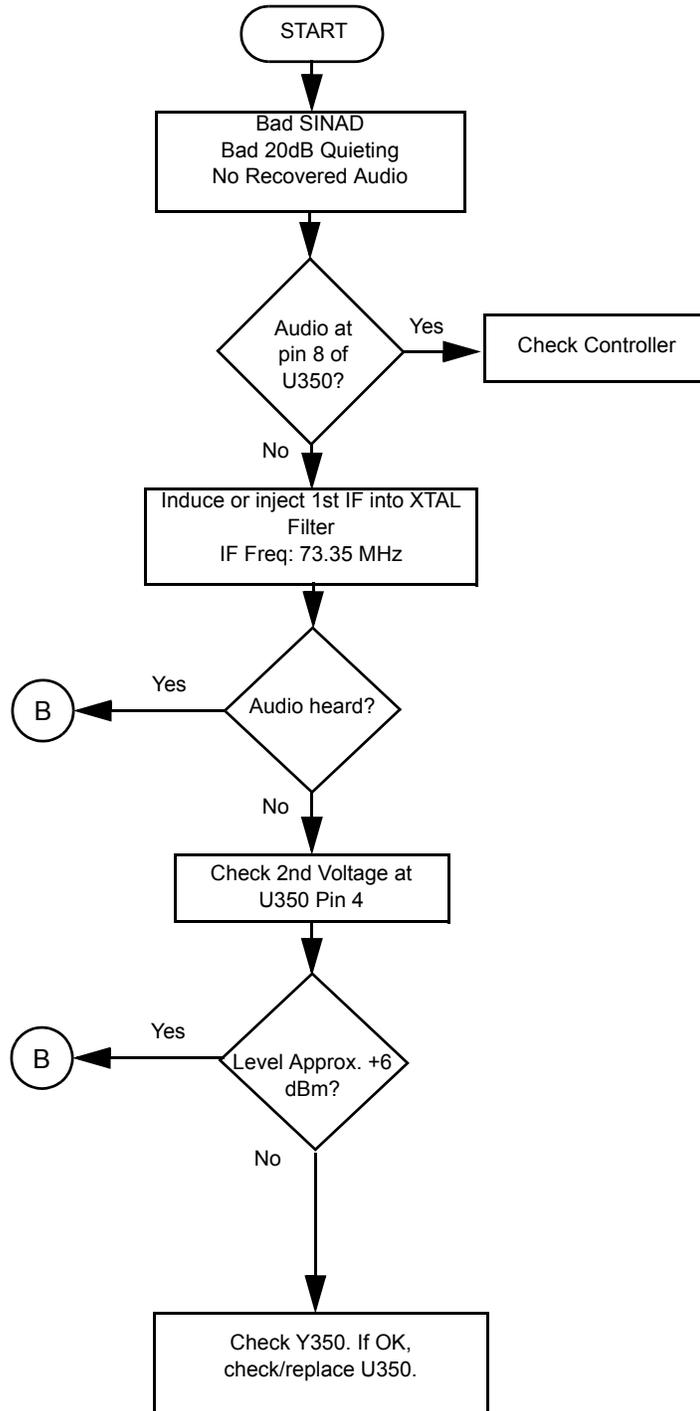 START
Bad SINAD
Bad 20dB Quieting
No Recovered Audio
Audio at
pin 8 of
U350?
Yes
Check Controller
No
Induce or inject 1st IF into XTAL
Filter
IF Freq: 73.35 MHz
Yes
B
Audio heard?
No
Check 2nd Voltage at
U350 Pin 4
Yes
B
Level Approx. +6
dBm?
No
Check Y350. If OK,
check/replace U350.